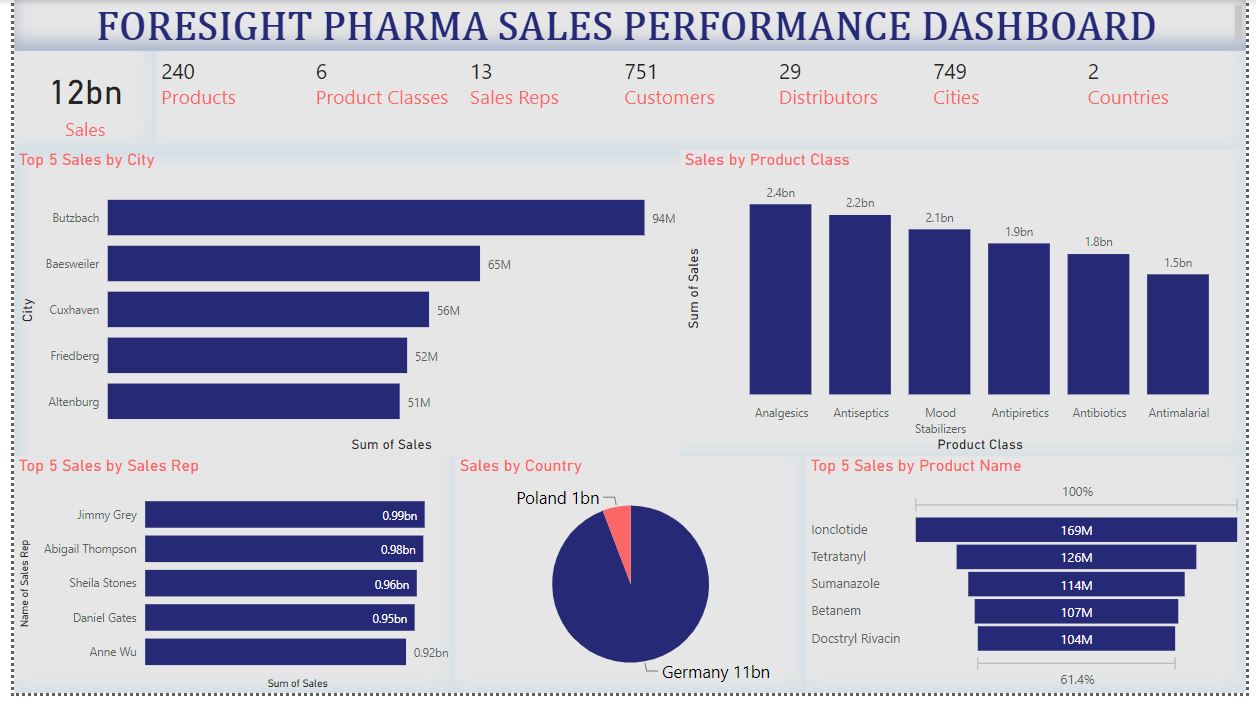 FORESIGHT PHARMA SALES PERFORMANCE DASHBOARD
12bn
Sales
240
Products
6
Product Classes
13
Sales Reps
751
Customers
29
Distributors
749
Cities
2
Countries
Top 5 Sales by City
City
Butzbach 94M
Baesweiler 65M
Cuxhaven 56M
Friedberg 52M
Altenburg 51M
Sum of Sales
Sales by Product Class
Sum of Sales
2.4bn 2.2bn 2.1bn 1.9bn 1.8bn 1.5bn
Analgesics Antiseptics Mood Antipiretics Antibiotics Antimalarial
Stabilizers
Product Class
Top 5 Sales by Sales Rep
Name of Sales Rep
Jimmy Grey 0.99bn
Abigail Thompson 0.98bn
Sheila Stones 0.96bn
Daniel Gates 0.95bn
Anne Wu 0.92bn
Sum of Sales
Sales by Country
Poland 1bn
Germany 11bn
Top 5 Sales by Product Name
100%
Ionclotide 169M
Tetratanyl 126M
Sumanazole 114M
Betanem 107M
Docstryl Rivacin 104M
61.4%